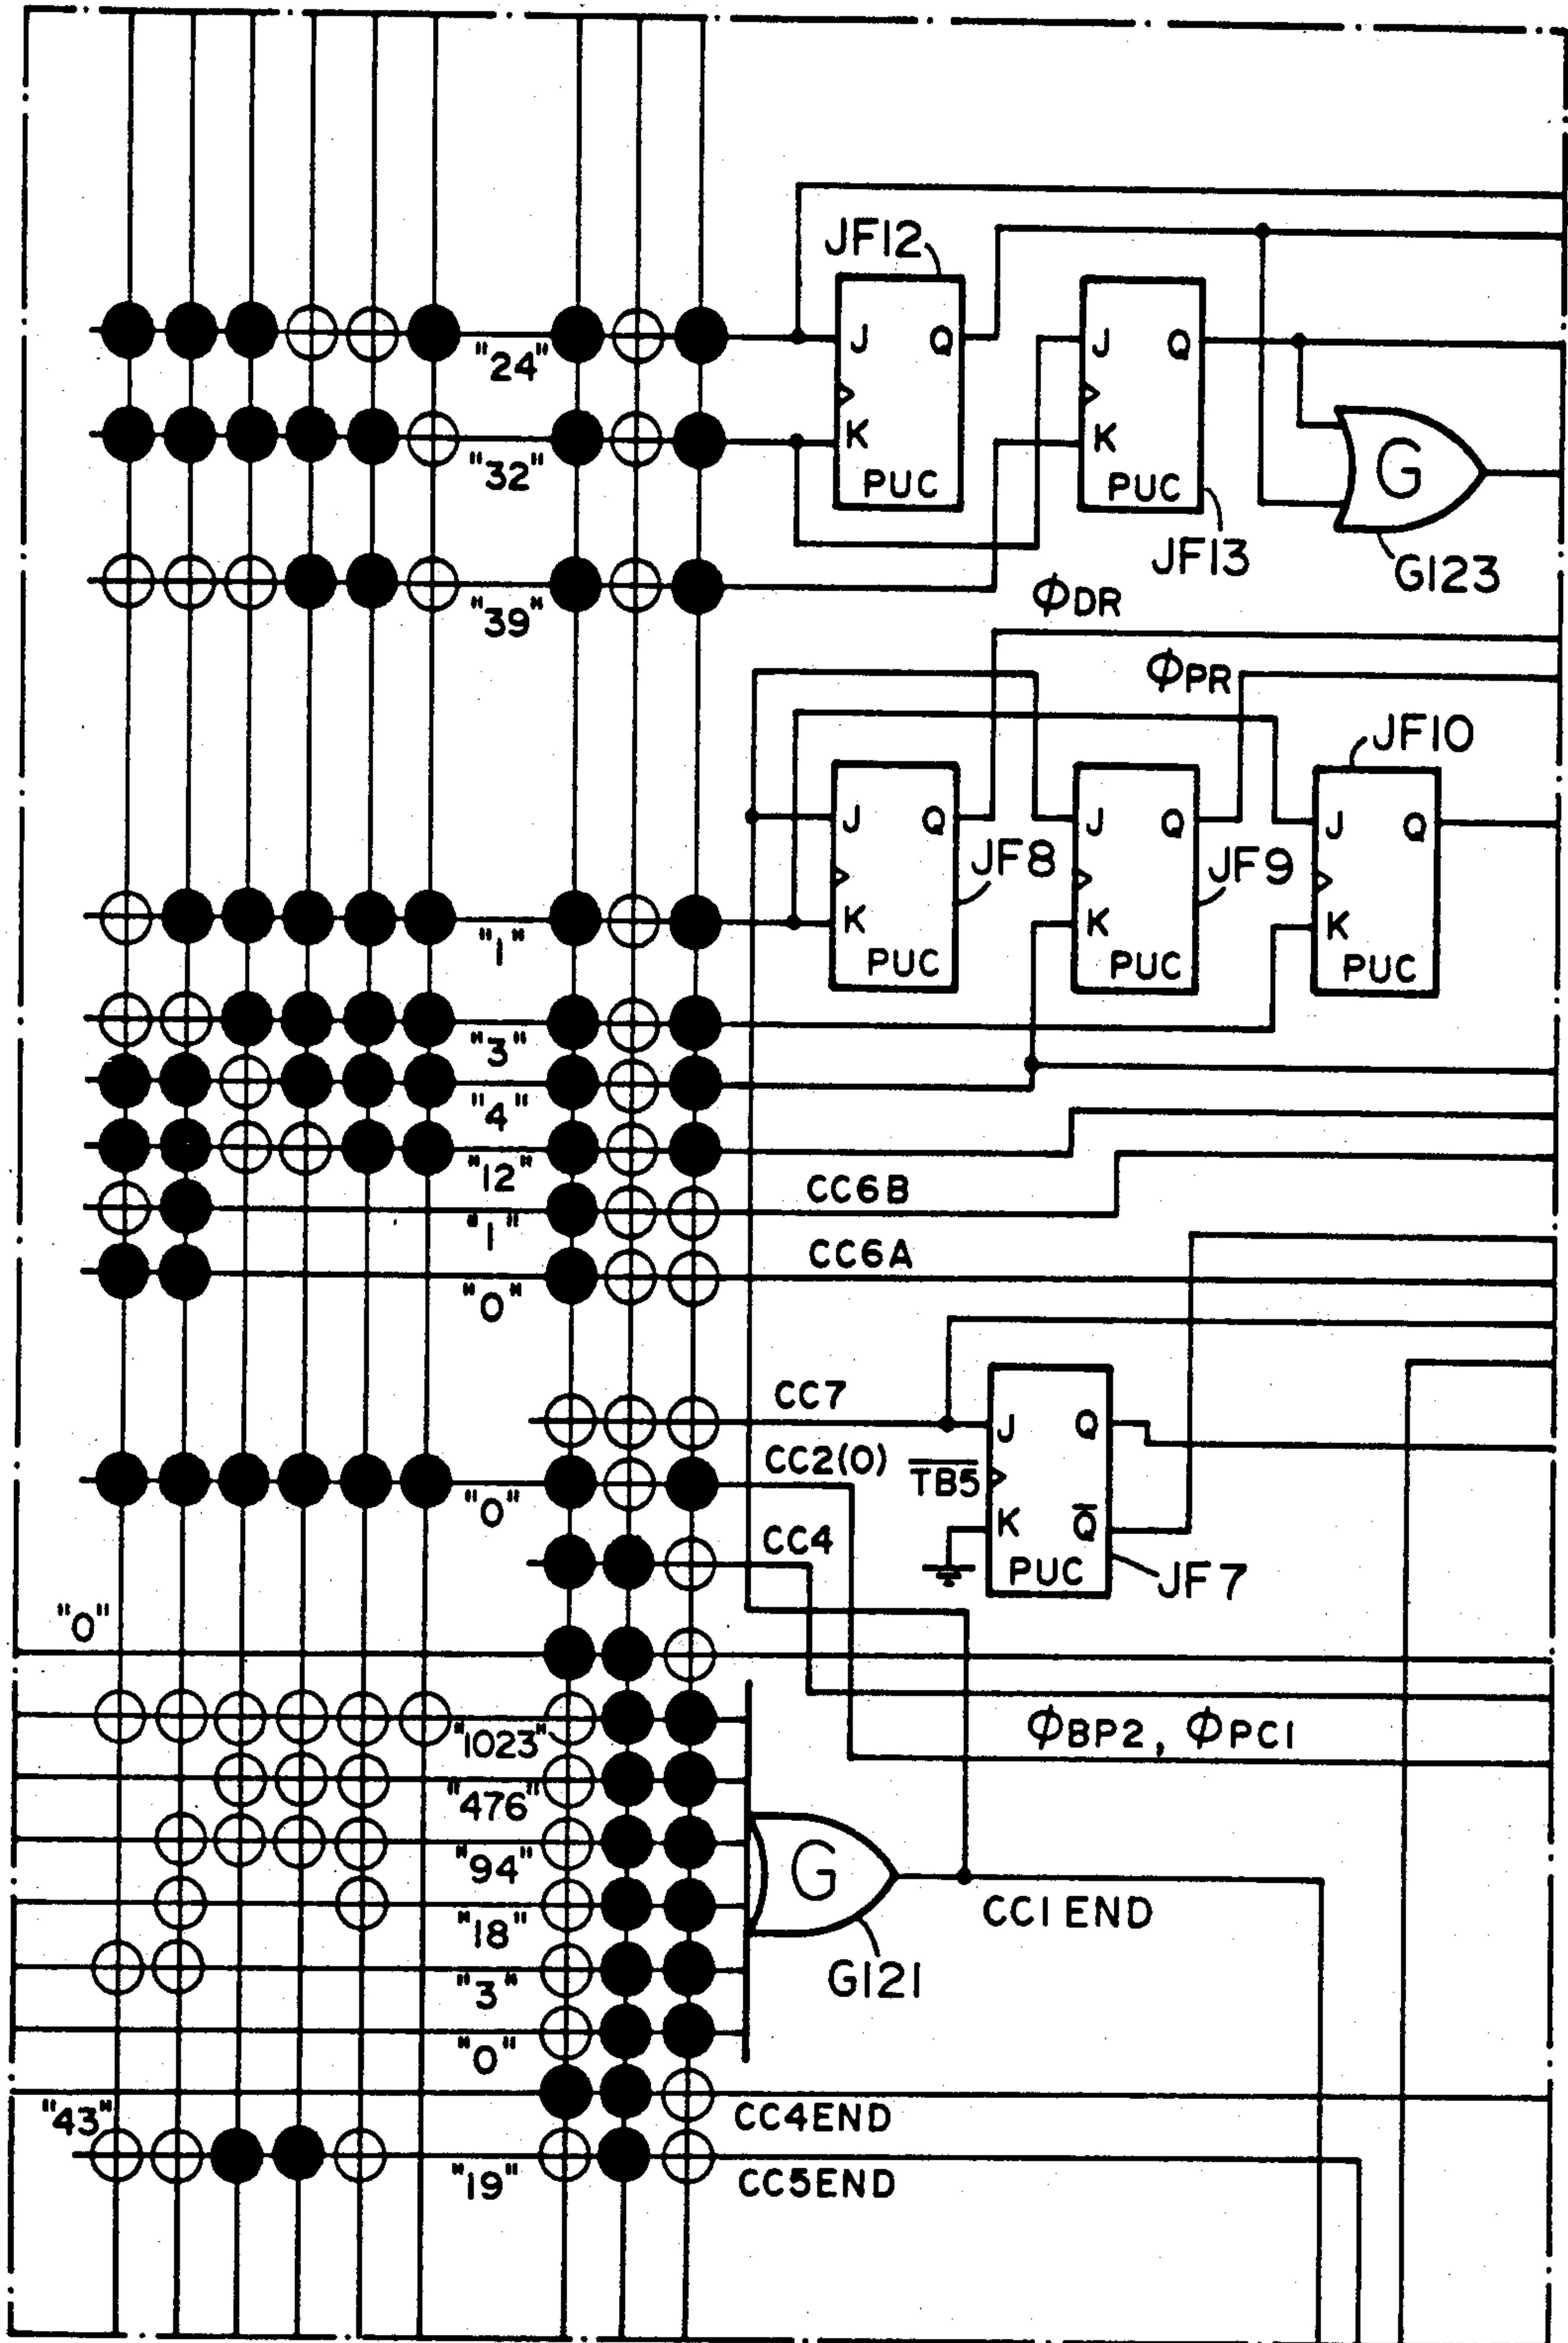 JF12
J Q
K
PUC
J Q
K
PUC
JF13
G
G123
"24"
"32"
"39"
ΦDR
ΦPR
JF10
J Q
K
PUC
JF8
J Q
K
PUC
JF9
J Q
K
PUC
"1"
"3"
"4"
"12"
"1"
CC6B
"0"
CC6A
CC7
CC2(0)
"0"
CC4
TB5
J Q
K Q̄
PUC
JF7
"0"
ΦBP2, ΦPC1
"1023"
"476"
"94"
"18"
"3"
"0"
G
G121
CC1 END
"43"
CC4END
"19"
CC5END